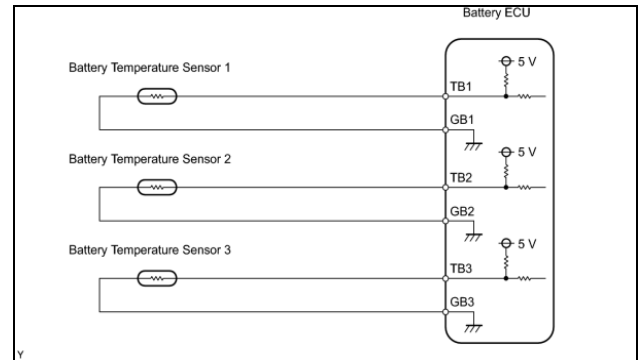 Battery ECU
Battery Temperature Sensor 1
5 V
TB1
GB1
Battery Temperature Sensor 2
5 V
TB2
GB2
Battery Temperature Sensor 3
5 V
TB3
GB3
Y